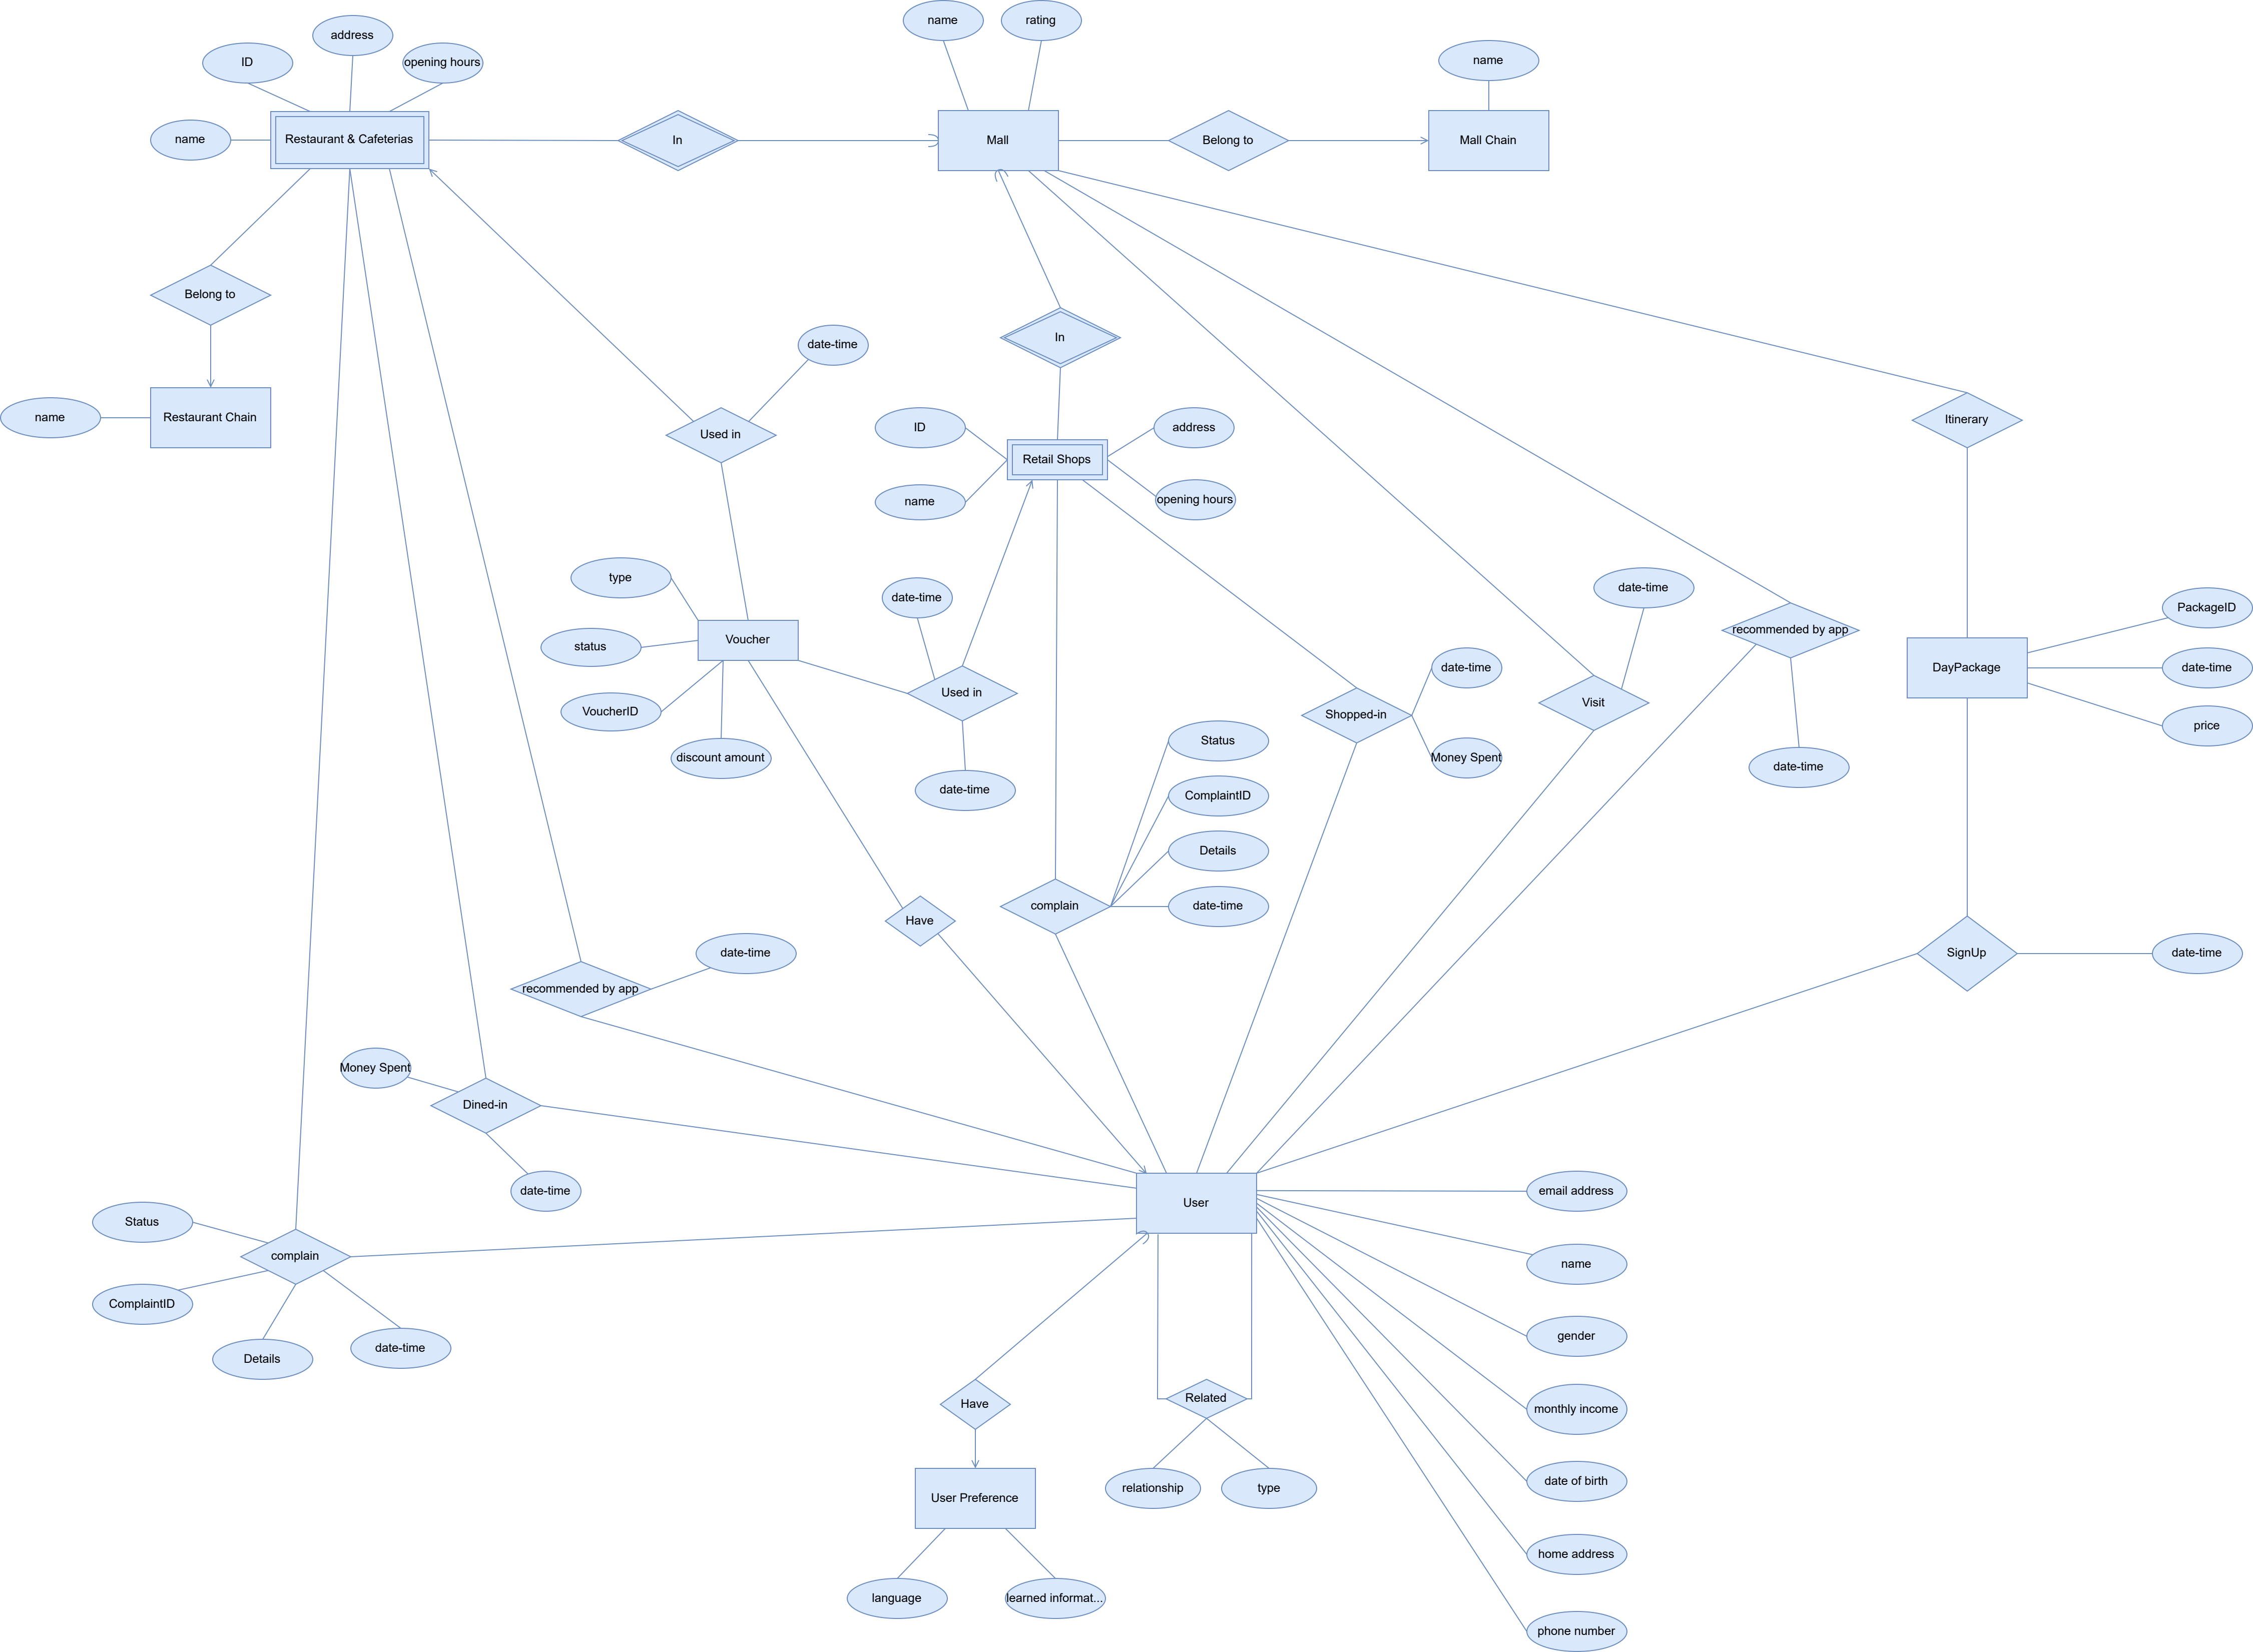 name
rating
address
name
ID
opening hours
Restaurant & Cafeterias
name
In
Mall
Belong to
Mall Chain
Belong to
In
date-time
Restaurant Chain
name
Used in
ID
address
Itinerary
Retail Shops
name
opening hours
type
date-time
date-time
PackageID
recommended by app
Voucher
status
date-time
DayPackage
date-time
Used in
Visit
VoucherID
Shopped-in
price
Status
discount amount
Money Spent
date-time
date-time
ComplaintID
Details
complain
date-time
Have
date-time
SignUp
date-time
recommended by app
Money Spent
Dined-in
date-time
User
email address
Status
complain
name
ComplaintID
gender
date-time
Details
Related
Have
monthly income
date of birth
relationship
type
User Preference
home address
language
learned informat...
phone number